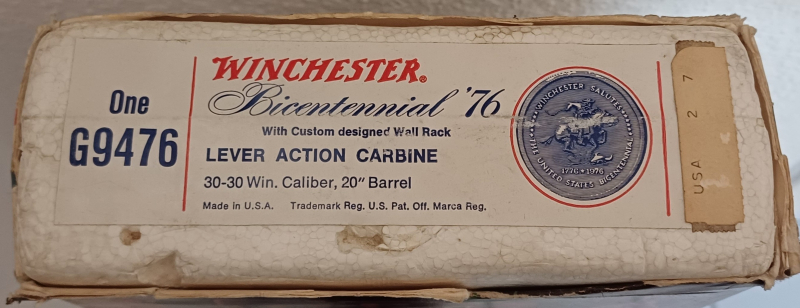 One
G9476
WINCHESTER®
Bicentennial '76
With Custom designed Wall Rack
LEVER ACTION CARBINE
30-30 Win. Caliber, 20" Barrel
Made in U.S.A. Trademark Reg. U.S. Pat. Off. Marca Reg.
WINCHESTER SALUTES
THE UNITED STATES BICENTENNIAL
1776 ★ 1976
USA 2 7